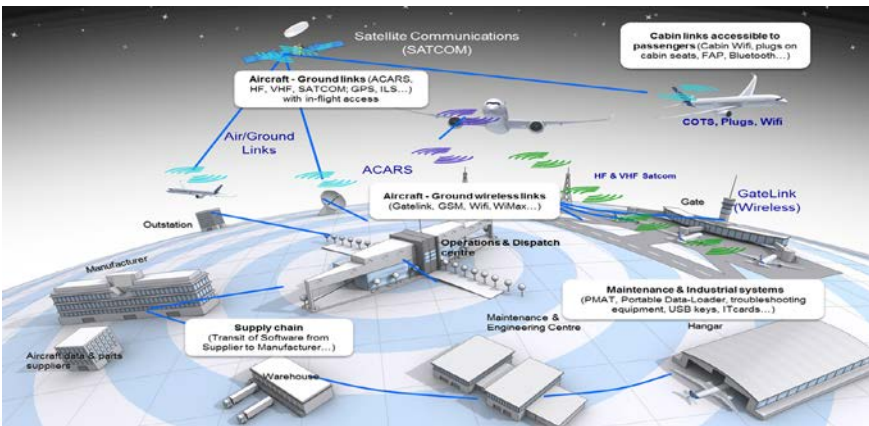 Satellite Communications
(SATCOM)
Cabin links accessible to
passengers (Cabin Wifi, plugs on
cabin seats, FAP, Bluetooth...)
Aircraft - Ground links (ACARS,
HF, VHF, SATCOM; GPS, ILS...)
with in-flight access
COTS, Plugs, Wifi
Air/Ground
Links
ACARS
HF & VHF Satcom
GateLink
(Wireless)
Gate
Aircraft - Ground wireless links
(Gatelink, GSM, Wifi, WiMax...)
Outstation
Operations & Dispatch
centre
Manufacturer
Maintenance & Industrial systems
(PMAT, Portable Data-Loader, troubleshooting
equipment, USB keys, ITcards...)
Supply chain
(Transit of Software from
Supplier to Manufacturer...)
Maintenance &
Engineering Centre
Hangar
Aircraft data & parts
suppliers
Warehouse